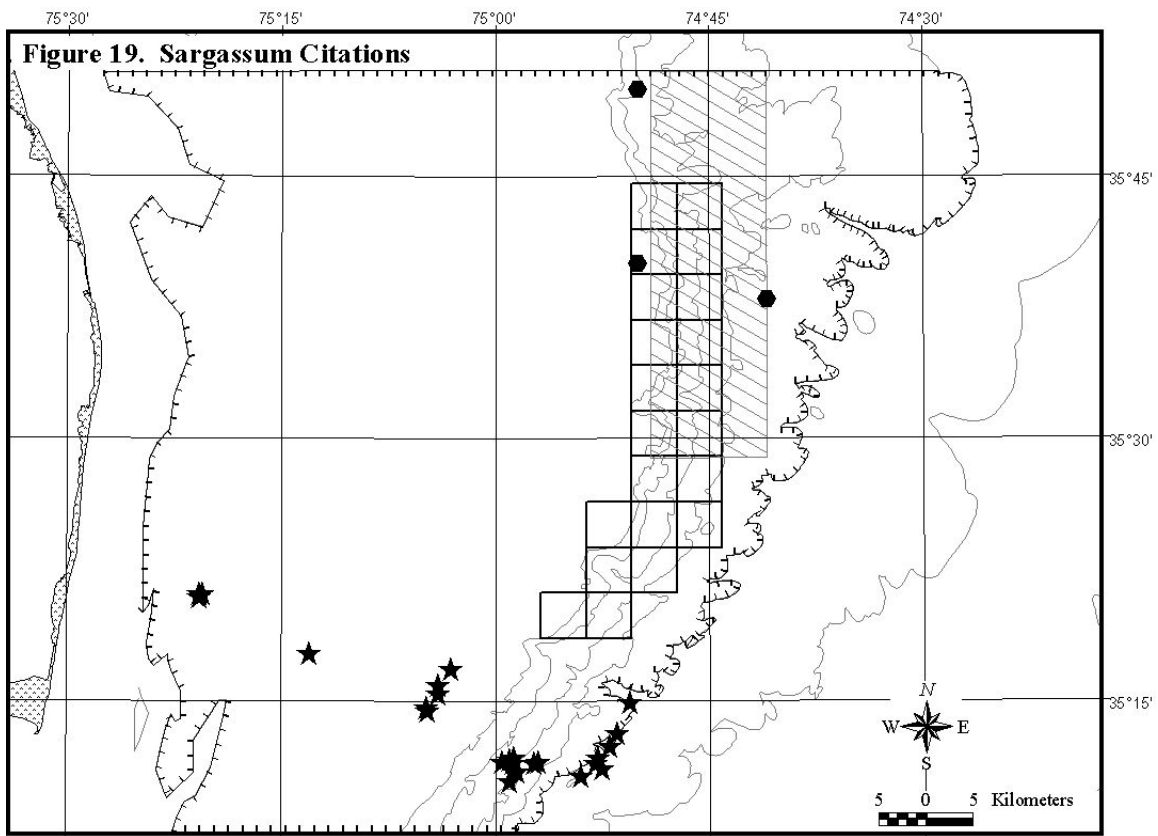 75°30' 75°15' 75°00' 74°45' 74°30'
Figure 19. Sargassum Citations
35°45'
35°30'
35°15'
N
W E
S
5 0 5 Kilometers